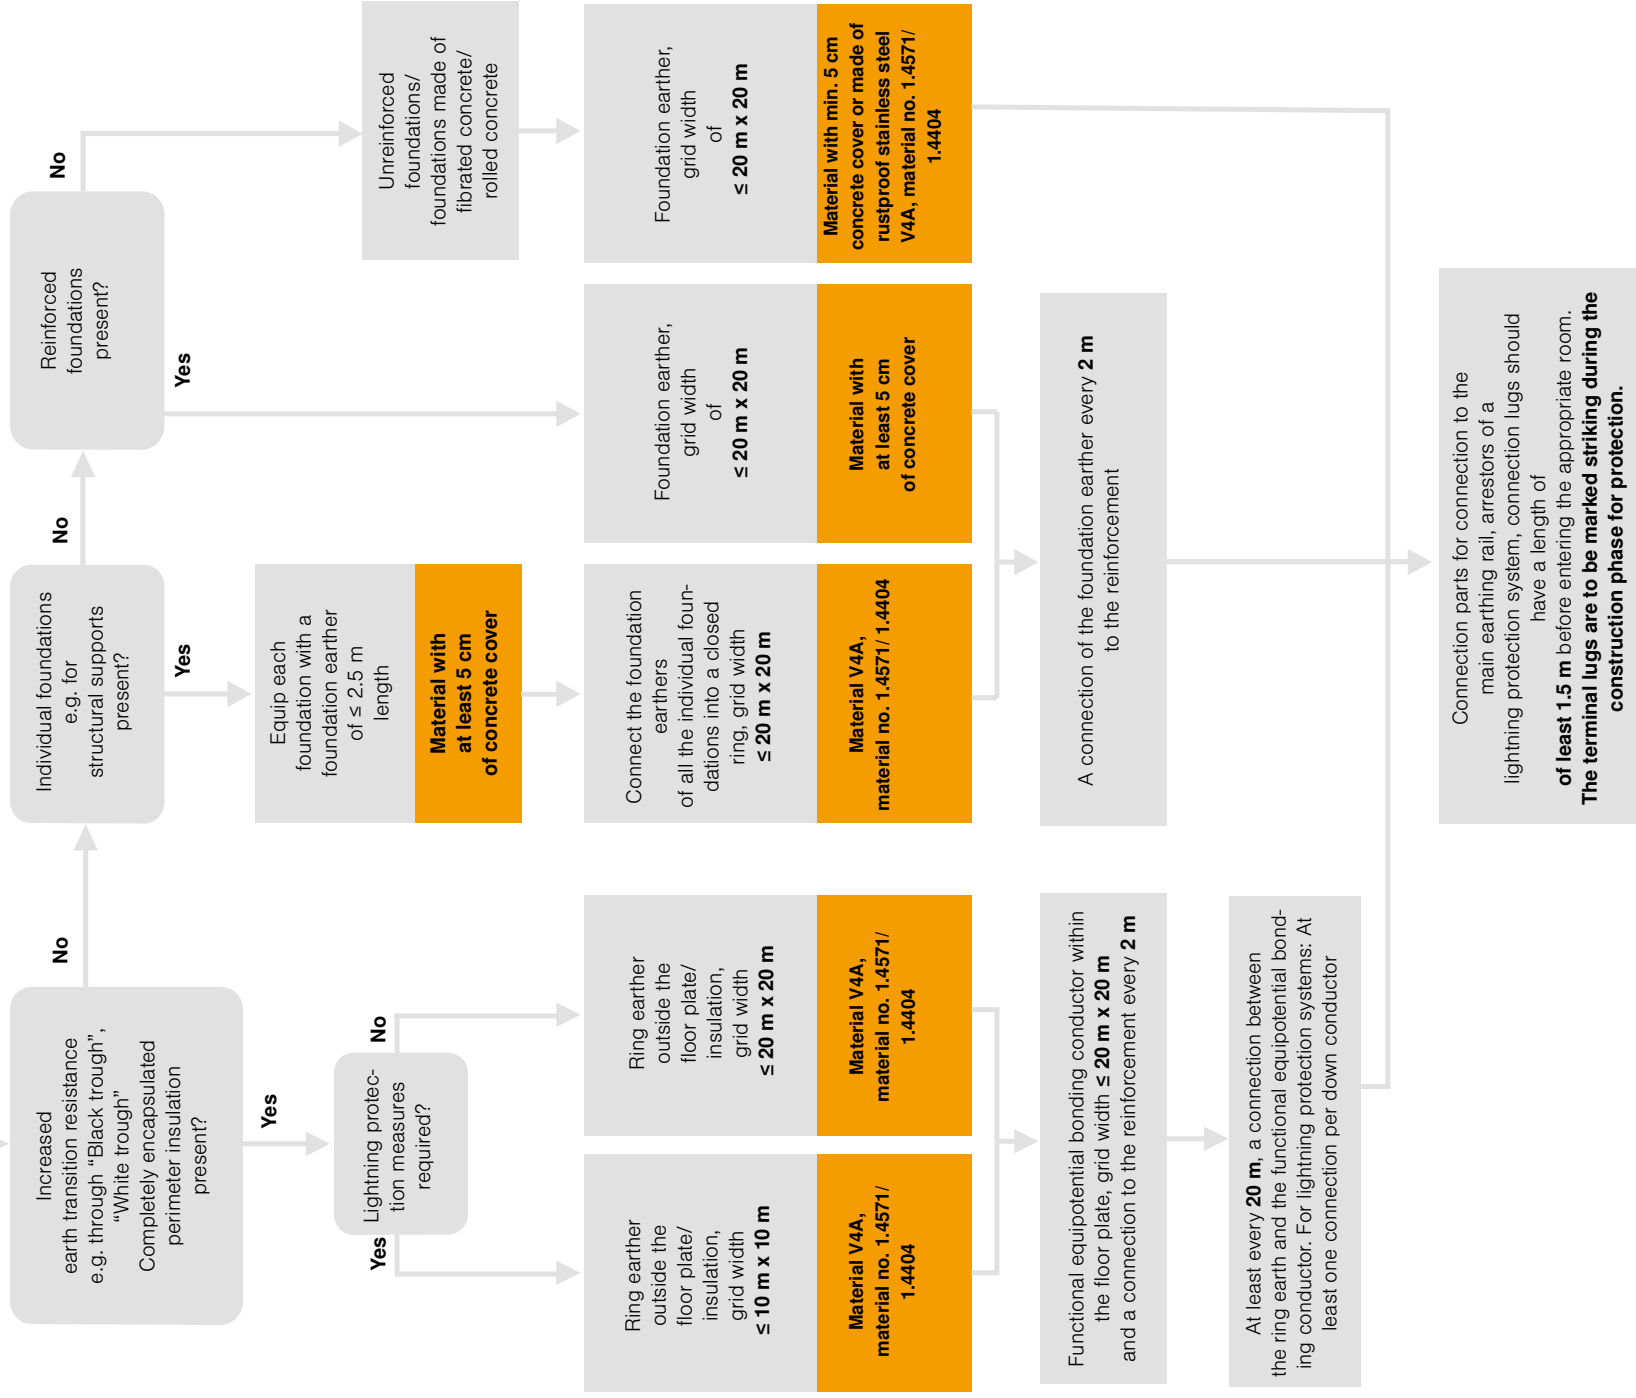 Increased
earth transition resistance
e.g. through “Black trough”,
“White trough”
Completely encapsulated
perimeter insulation
present?
No
Yes
Individual foundations
e.g. for
structural supports
present?
No
Yes
Reinforced
foundations
present?
No
Yes
Lightning protec-
tion measures
required?
Yes
No
Equip each
foundation with a
foundation earther
of ≤ 2.5 m
length
Material with
at least 5 cm
of concrete cover
Unreinforced
foundations/
foundations made of
fibrated concrete/
rolled concrete
Ring earther
outside the
floor plate/
insulation,
grid width
≤ 10 m x 10 m
Material V4A,
material no. 1.4571/
1.4404
Ring earther
outside the
floor plate/
insulation,
grid width
≤ 20 m x 20 m
Material V4A,
material no. 1.4571/
1.4404
Connect the foundation
earthers
of all the individual foun-
dations into a closed
ring, grid width
≤ 20 m x 20 m
Material V4A,
material no. 1.4571/ 1.4404
Foundation earther,
grid width
of
≤ 20 m x 20 m
Material with
at least 5 cm
of concrete cover
Foundation earther,
grid width
of
≤ 20 m x 20 m
Material with min. 5 cm
concrete cover or made of
rustproof stainless steel
V4A, material no. 1.4571/
1.4404
Functional equipotential bonding conductor within
the floor plate, grid width ≤ 20 m x 20 m
and a connection to the reinforcement every 2 m
A connection of the foundation earther every 2 m
to the reinforcement
At least every 20 m, a connection between
the ring earth and the functional equipotential bond-
ing conductor. For lightning protection systems: At
least one connection per down conductor
Connection parts for connection to the
main earthing rail, arrestors of a
lightning protection system, connection lugs should
have a length of
of least 1.5 m before entering the appropriate room.
The terminal lugs are to be marked striking during the
construction phase for protection.